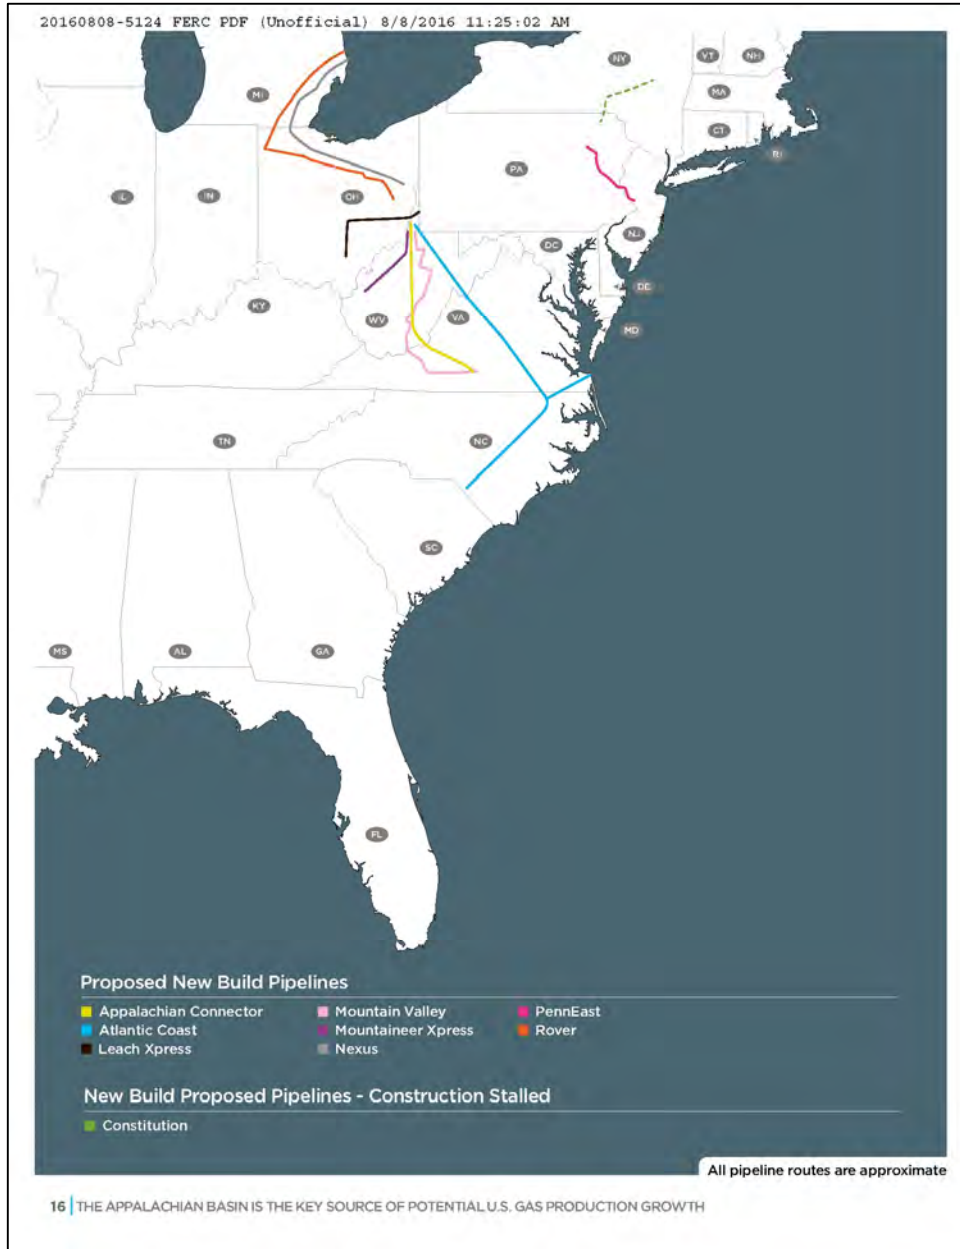 20160808-5124 FERC PDF (Unofficial) 8/8/2016 11:25:02 AM
NY
VT
NH
MI
MA
CT
RI
PA
IL
IN
OH
NJ
DC
DE
KY
WV
VA
MD
TN
NC
SC
MS
AL
GA
FL
Proposed New Build Pipelines
Appalachian Connector
Mountain Valley
PennEast
Atlantic Coast
Mountaineer Xpress
Rover
Leach Xpress
Nexus
New Build Proposed Pipelines - Construction Stalled
Constitution
All pipeline routes are approximate
16 | THE APPALACHIAN BASIN IS THE KEY SOURCE OF POTENTIAL U.S. GAS PRODUCTION GROWTH